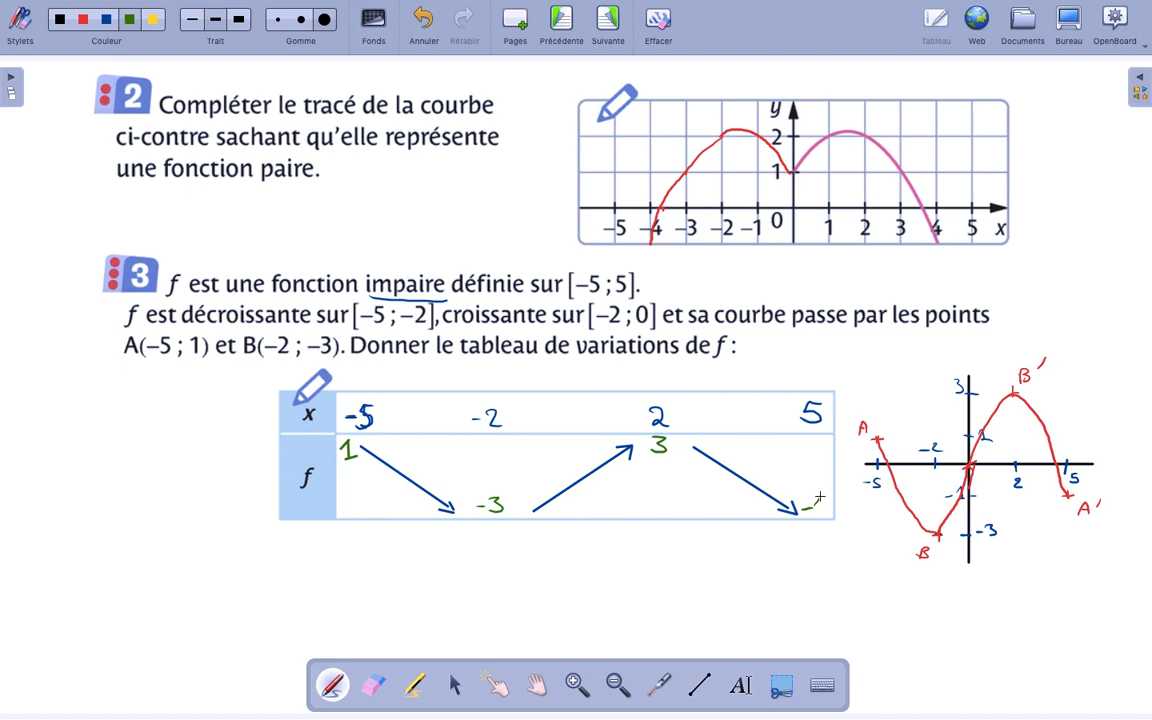 Stylets Couleur Trait Gomme Fonds Annuler Rétablir Pages Précédente Suivante Effacer Tableau Web Documents Bureau OpenBoard
2 Compléter le tracé de la courbe
ci-contre sachant qu'elle représente
une fonction paire.
y
2
1
0
-5 -4 -3 -2 -1 1 2 3 4 5 x
3 f est une fonction impaire définie sur [–5 ; 5].
f est décroissante sur [–5 ; –2], croissante sur [–2 ; 0] et sa courbe passe par les points
A(–5 ; 1) et B(–2 ; –3). Donner le tableau de variations de f :
x -5 -2 2 5
f 1 -3 3 -
3 B'
A
-2
-5 2 5
-1
A'
-3
B
AI